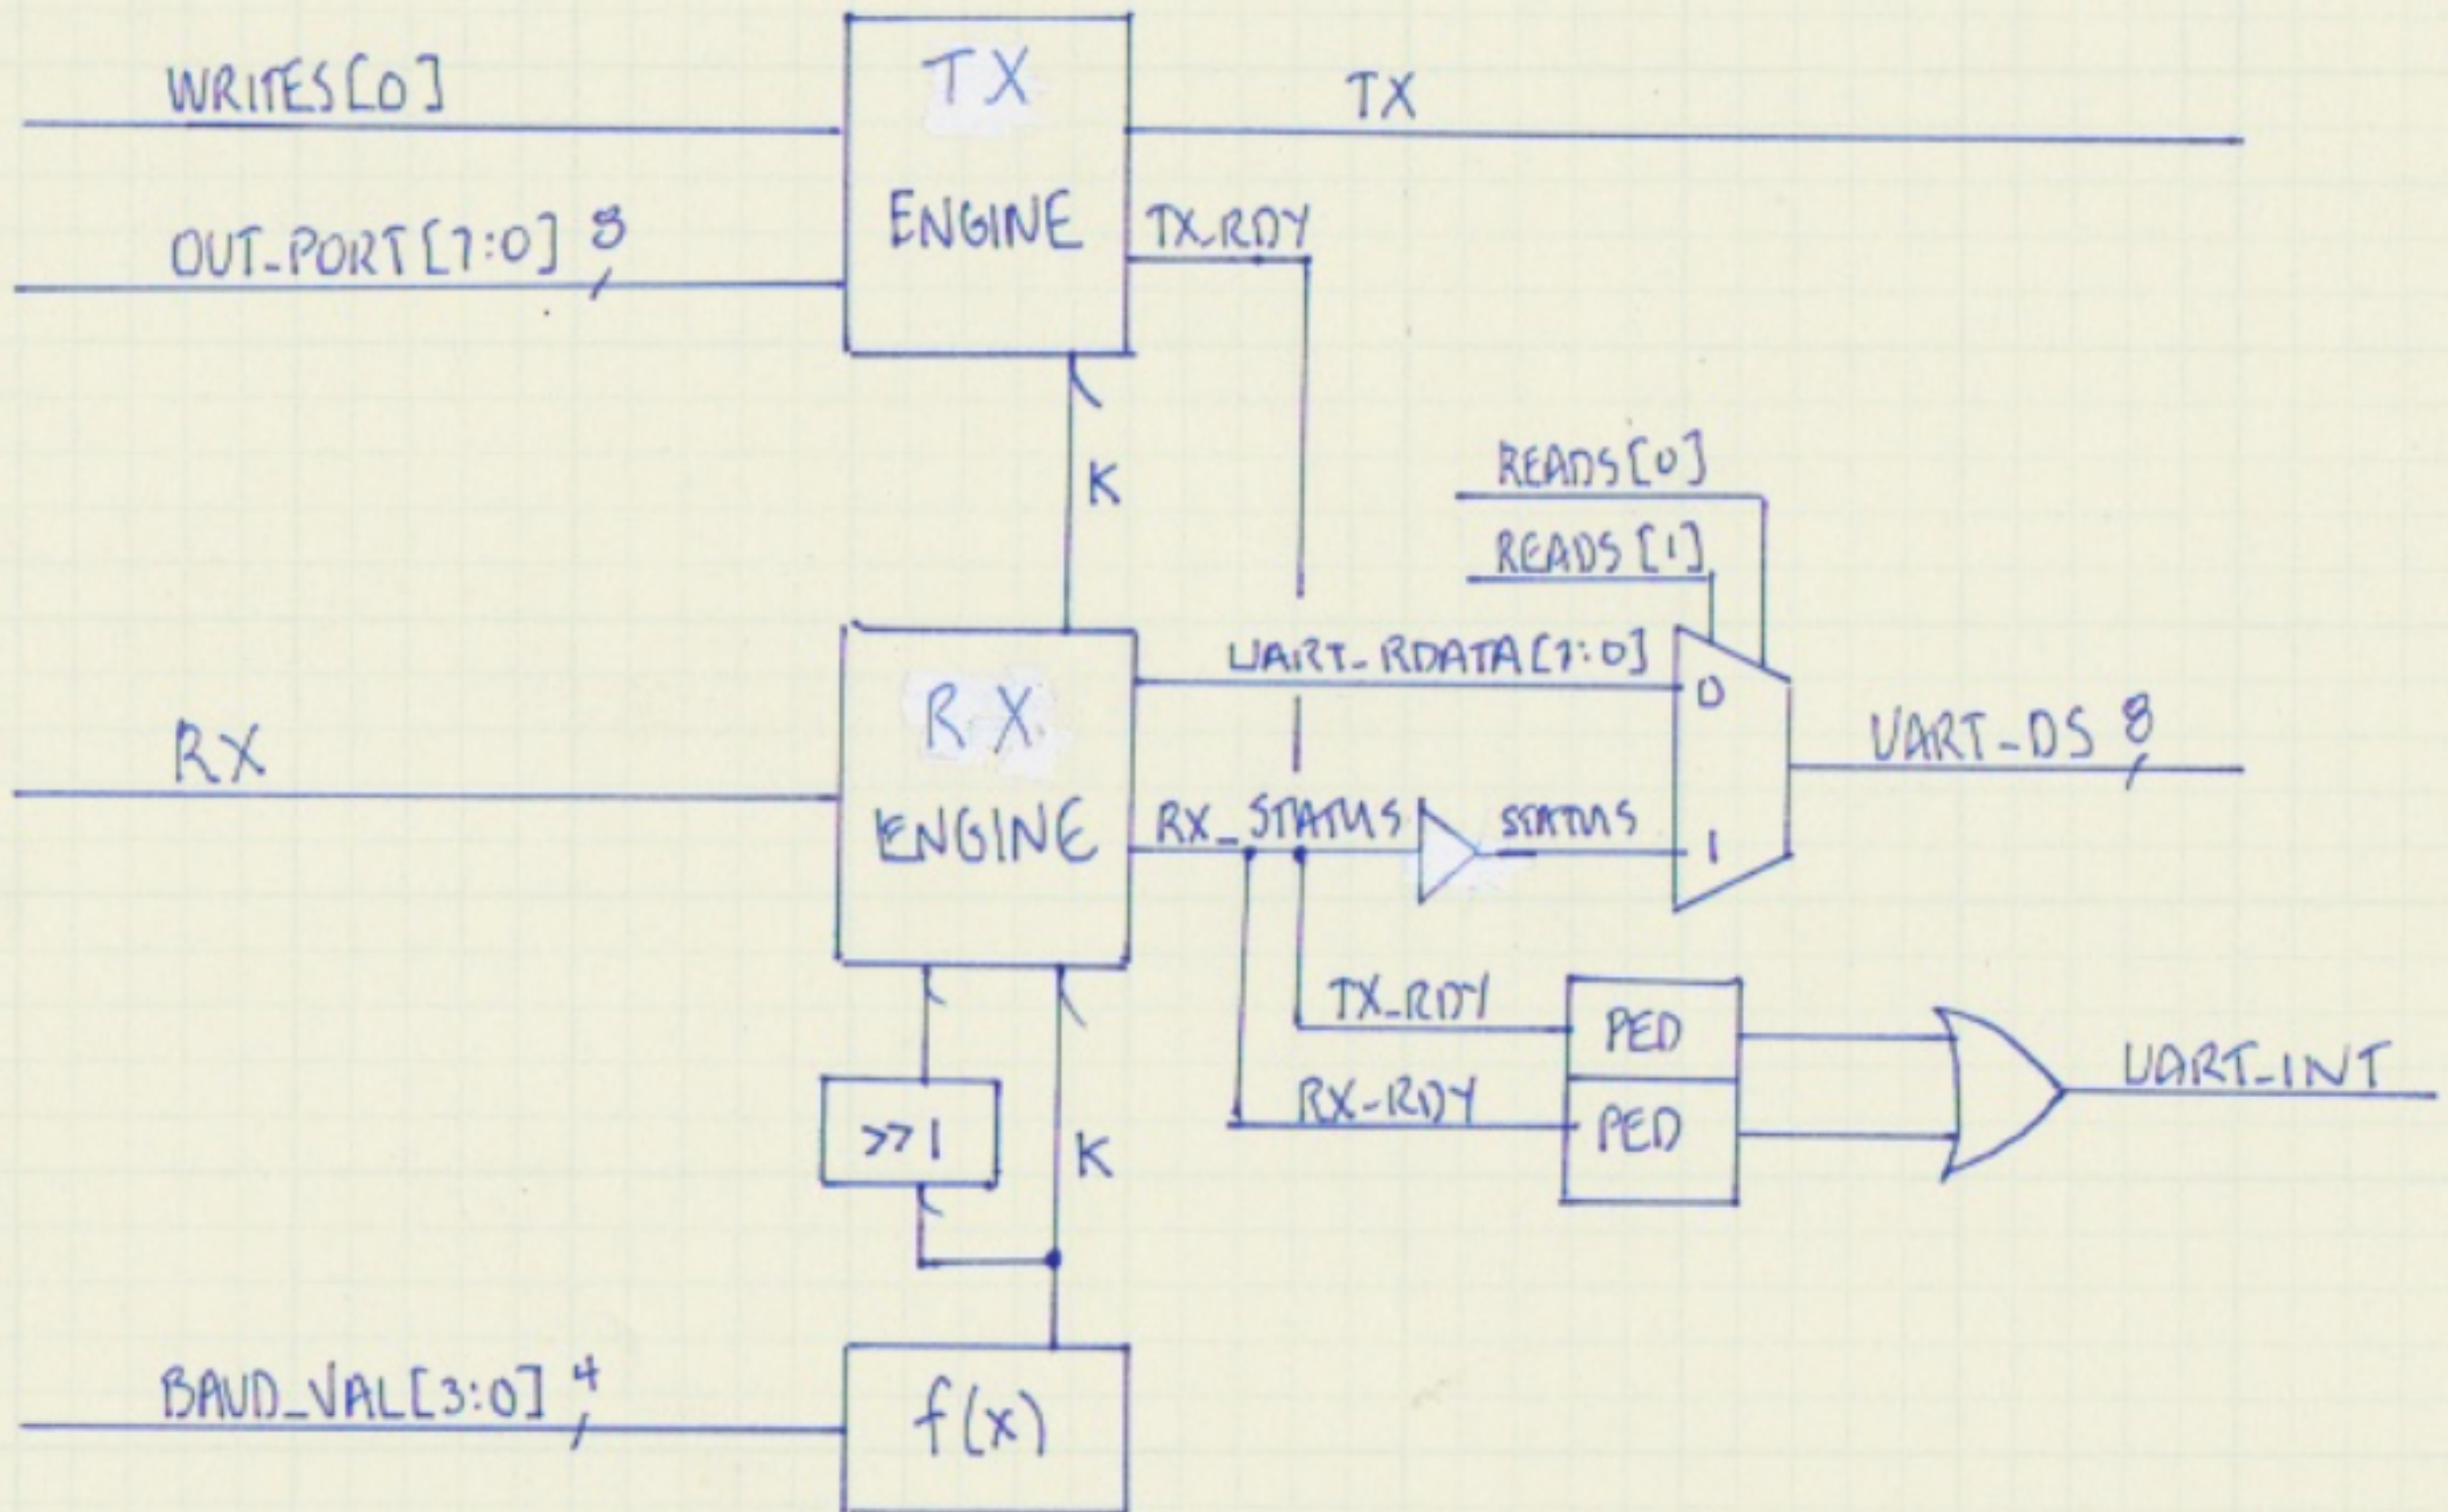 WRITES[0]
OUT_PORT[7:0] 8
TX
ENGINE
TX
TX_RDY
K
READS[0]
READS[1]
RX
RX
ENGINE
UART_RDATA[7:0]
RX_STATUS
STATUS
0
1
UART_DS 8
>>1
K
TX_RDY
RX_RDY
PED
PED
UART_INT
BAUD_VAL[3:0] 4
f(x)